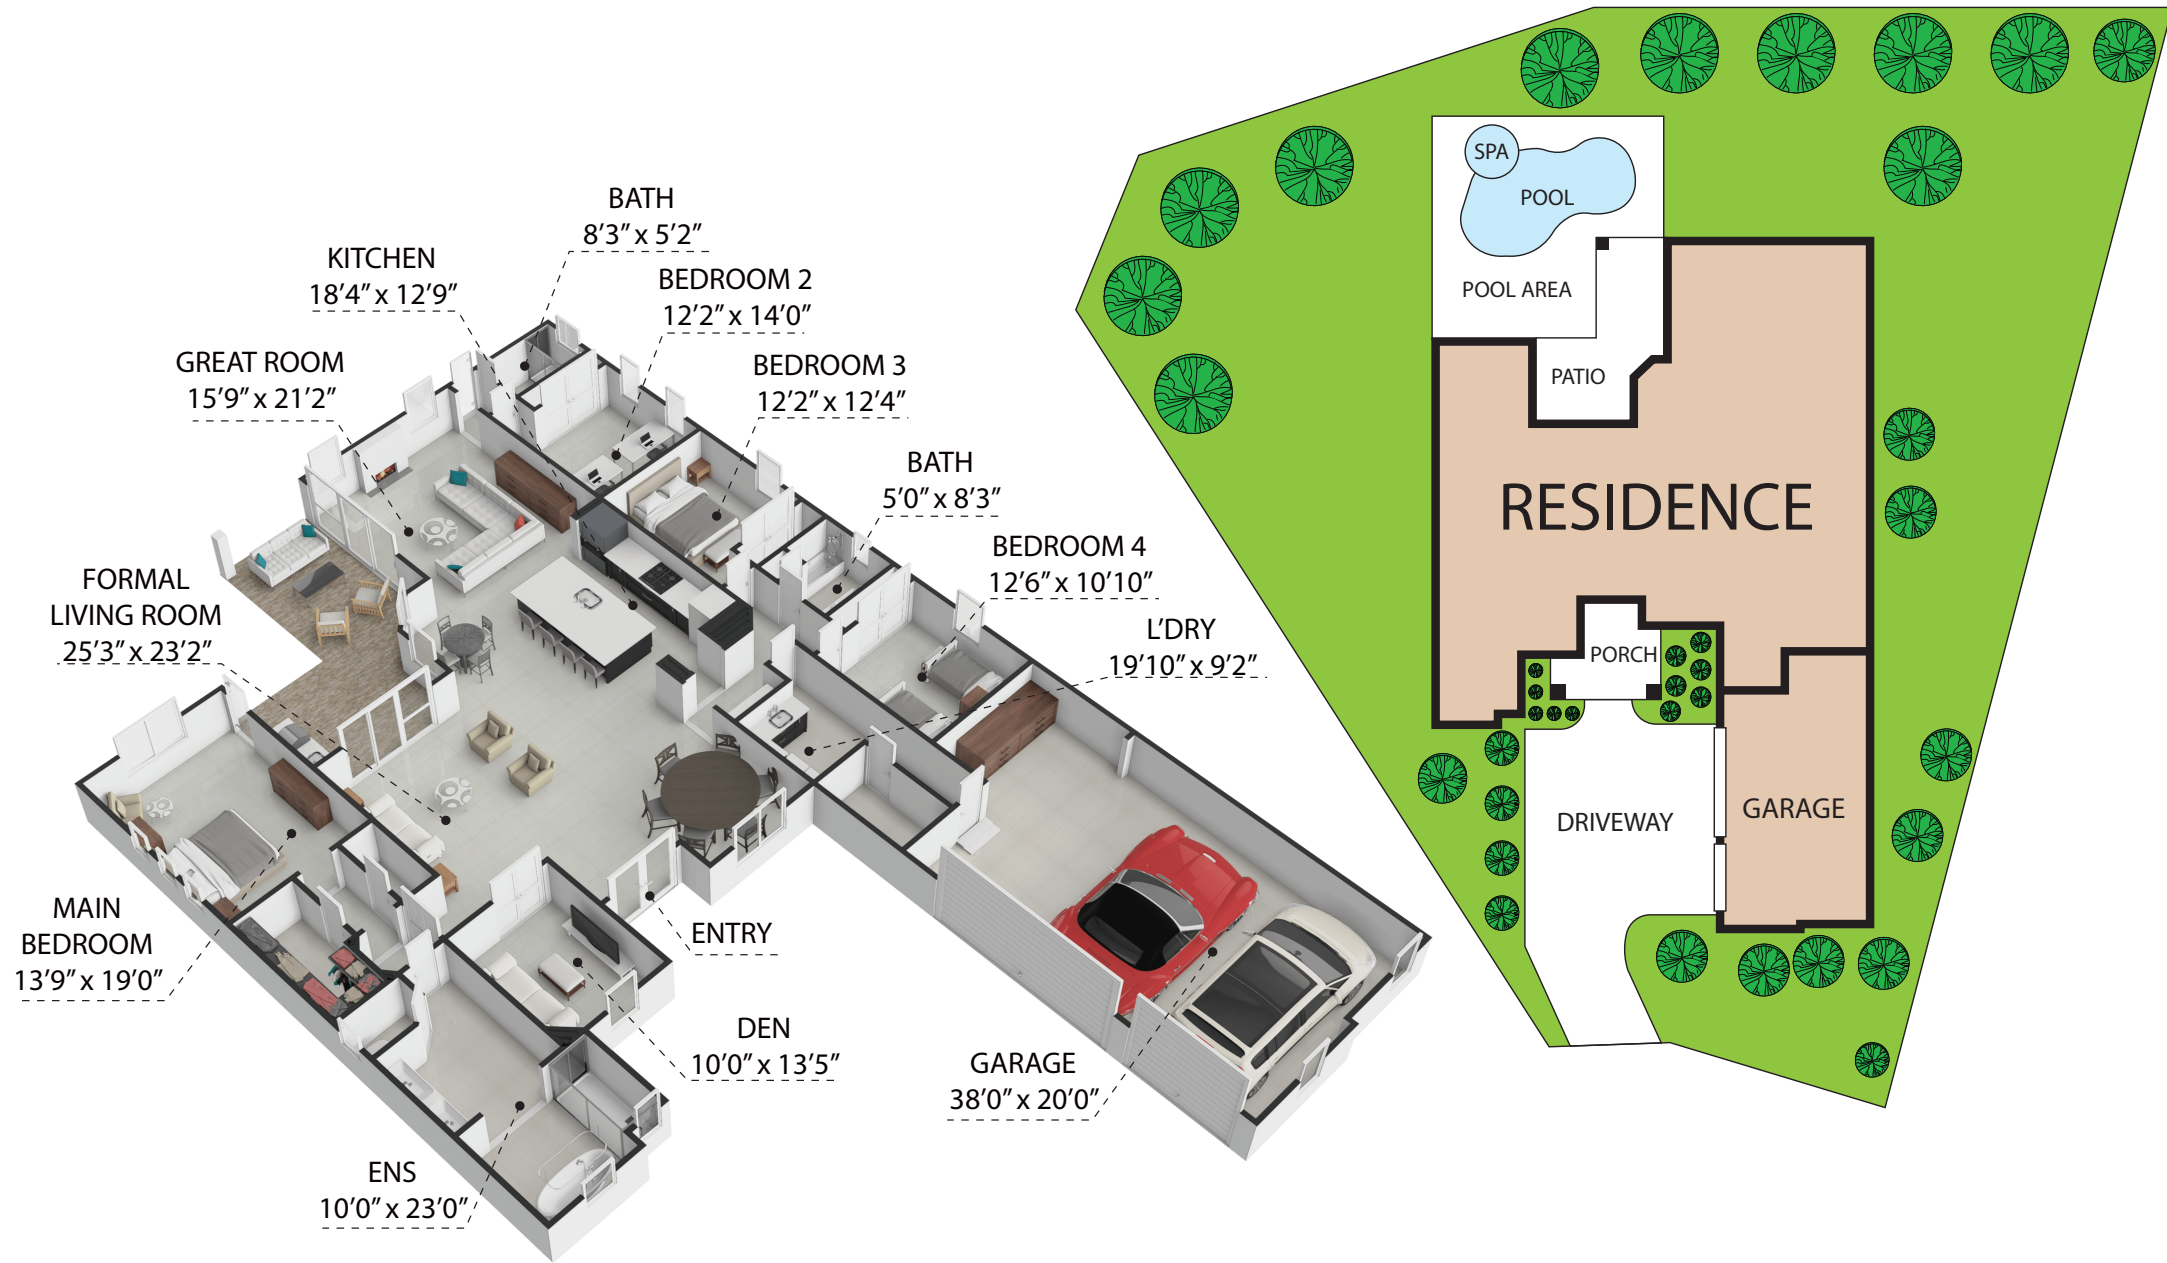 BATH
8'3" x 5'2"
KITCHEN
18'4" x 12'9"
BEDROOM 2
12'2" x 14'0"
GREAT ROOM
15'9" x 21'2"
BEDROOM 3
12'2" x 12'4"
BATH
5'0" x 8'3"
BEDROOM 4
12'6" x 10'10"
FORMAL
LIVING ROOM
25'3" x 23'2"
L'DRY
19'10" x 9'2"
MAIN
BEDROOM
13'9" x 19'0"
ENTRY
DEN
10'0" x 13'5"
GARAGE
38'0" x 20'0"
ENS
10'0" x 23'0"
SPA
POOL
POOL AREA
PATIO
RESIDENCE
PORCH
DRIVEWAY
GARAGE